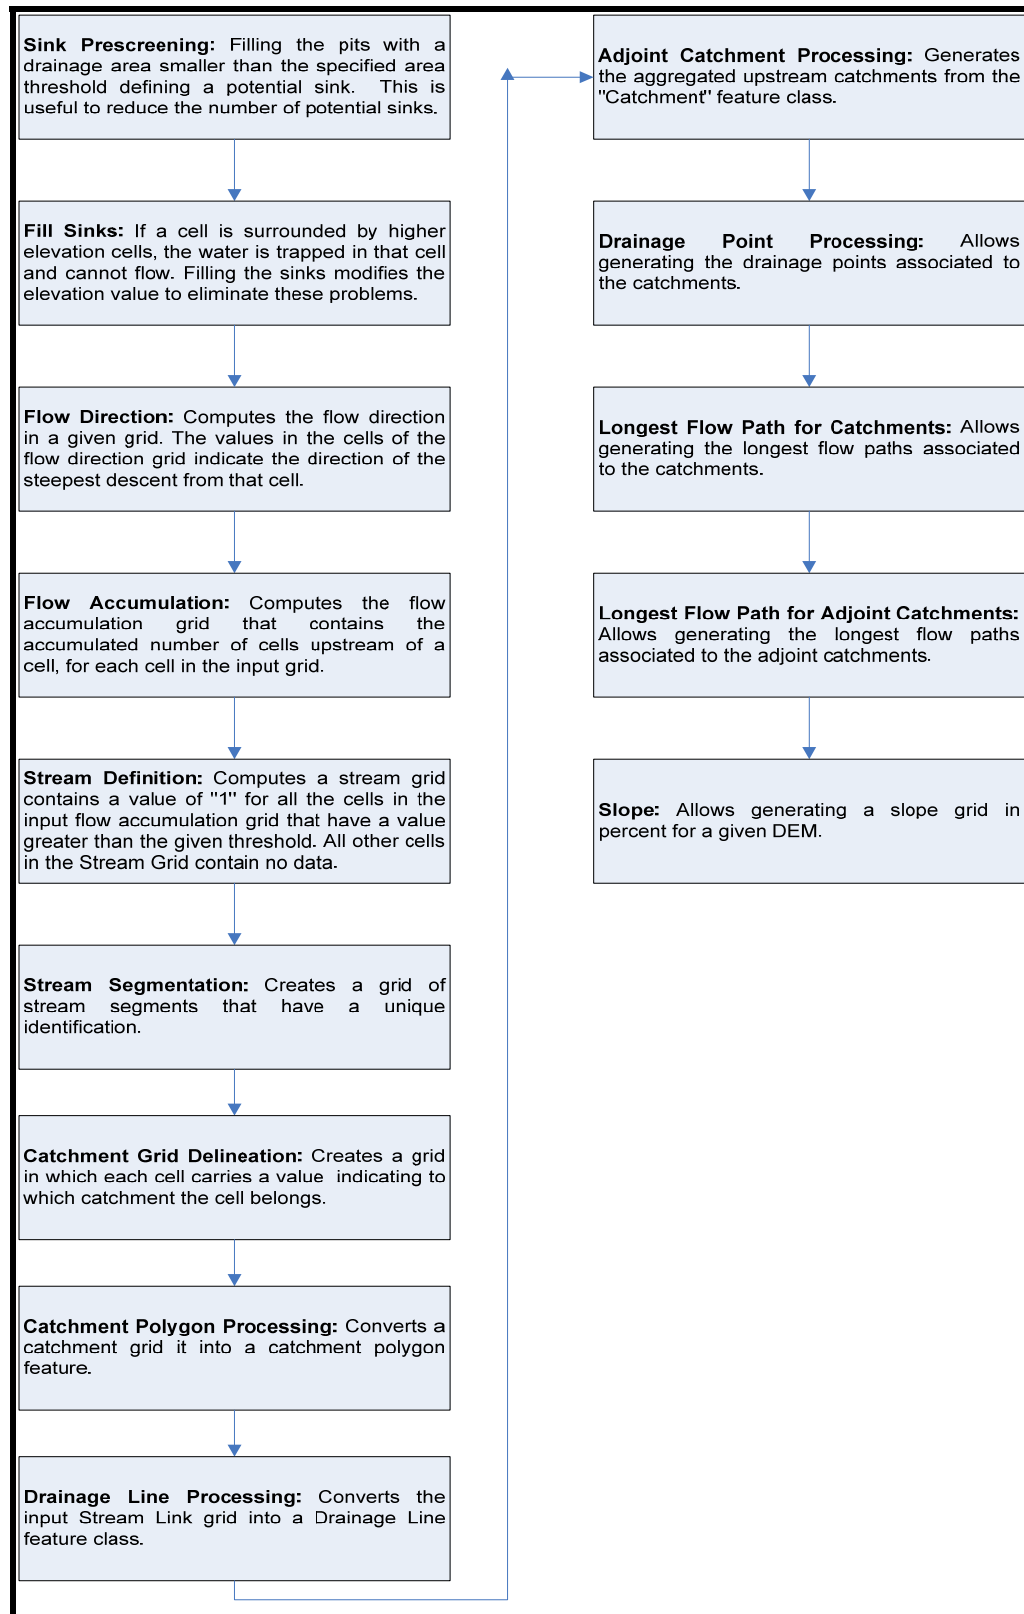 Sink Prescreening: Filling the pits with a
drainage area smaller than the specified area
threshold defining a potential sink. This is
useful to reduce the number of potential sinks.
Fill Sinks: If a cell is surrounded by higher
elevation cells, the water is trapped in that cell
and cannot flow. Filling the sinks modifies the
elevation value to eliminate these problems.
Flow Direction: Computes the flow direction
in a given grid. The values in the cells of the
flow direction grid indicate the direction of the
steepest descent from that cell.
Flow Accumulation: Computes the flow
accumulation grid that contains the
accumulated number of cells upstream of a
cell, for each cell in the input grid.
Stream Definition: Computes a stream grid
contains a value of "1" for all the cells in the
input flow accumulation grid that have a value
greater than the given threshold. All other cells
in the Stream Grid contain no data.
Stream Segmentation: Creates a grid of
stream segments that have a unique
identification.
Catchment Grid Delineation: Creates a grid
in which each cell carries a value indicating to
which catchment the cell belongs.
Catchment Polygon Processing: Converts a
catchment grid it into a catchment polygon
feature.
Drainage Line Processing: Converts the
input Stream Link grid into a Drainage Line
feature class.
Adjoint Catchment Processing: Generates
the aggregated upstream catchments from the
"Catchment" feature class.
Drainage Point Processing: Allows
generating the drainage points associated to
the catchments.
Longest Flow Path for Catchments: Allows
generating the longest flow paths associated
to the catchments.
Longest Flow Path for Adjoint Catchments:
Allows generating the longest flow paths
associated to the adjoint catchments.
Slope: Allows generating a slope grid in
percent for a given DEM.